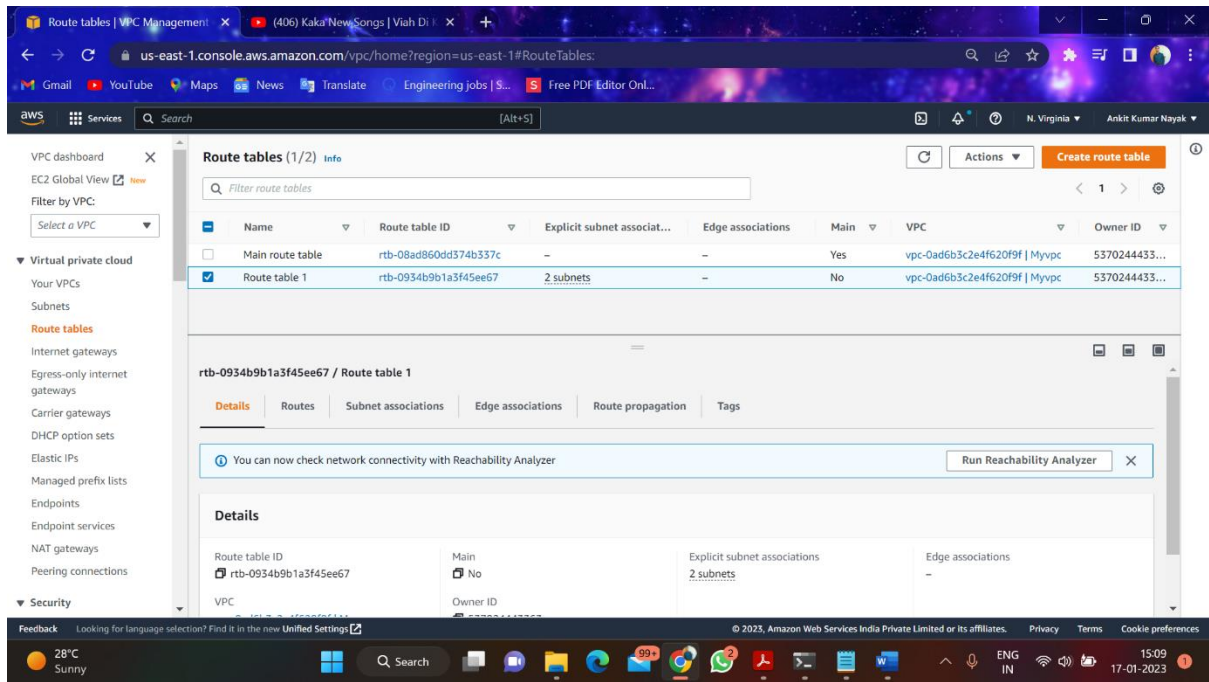 Route tables | VPC Management
(406) Kaka New Songs | Viah Di
us-east-1.console.aws.amazon.com/vpc/home?region=us-east-1#RouteTables:
Gmail YouTube Maps News Translate Engineering jobs | S... Free PDF Editor Onl...
aws Services Search [Alt+S] N. Virginia Ankit Kumar Nayak
VPC dashboard
EC2 Global View New
Filter by VPC:
Select a VPC
Virtual private cloud
Your VPCs
Subnets
Route tables
Internet gateways
Egress-only internet
gateways
Carrier gateways
DHCP option sets
Elastic IPs
Managed prefix lists
Endpoints
Endpoint services
NAT gateways
Peering connections
Security
Route tables (1/2) Info
Actions
Create route table
Filter route tables
1
Name Route table ID Explicit subnet associat... Edge associations Main VPC Owner ID
Main route table rtb-08ad860dd374b337c – – Yes vpc-0ad6b3c2e4f620f9f | Myvpc 5370244433...
Route table 1 rtb-0934b9b1a3f45ee67 2 subnets – No vpc-0ad6b3c2e4f620f9f | Myvpc 5370244433...
rtb-0934b9b1a3f45ee67 / Route table 1
Details Routes Subnet associations Edge associations Route propagation Tags
You can now check network connectivity with Reachability Analyzer
Run Reachability Analyzer
Details
Route table ID Main Explicit subnet associations Edge associations
rtb-0934b9b1a3f45ee67 No 2 subnets –
VPC Owner ID
Feedback Looking for language selection? Find it in the new Unified Settings © 2023, Amazon Web Services India Private Limited or its affiliates. Privacy Terms Cookie preferences
28°C
Sunny
Search
99+
2
ENG
IN
15:09
17-01-2023
1